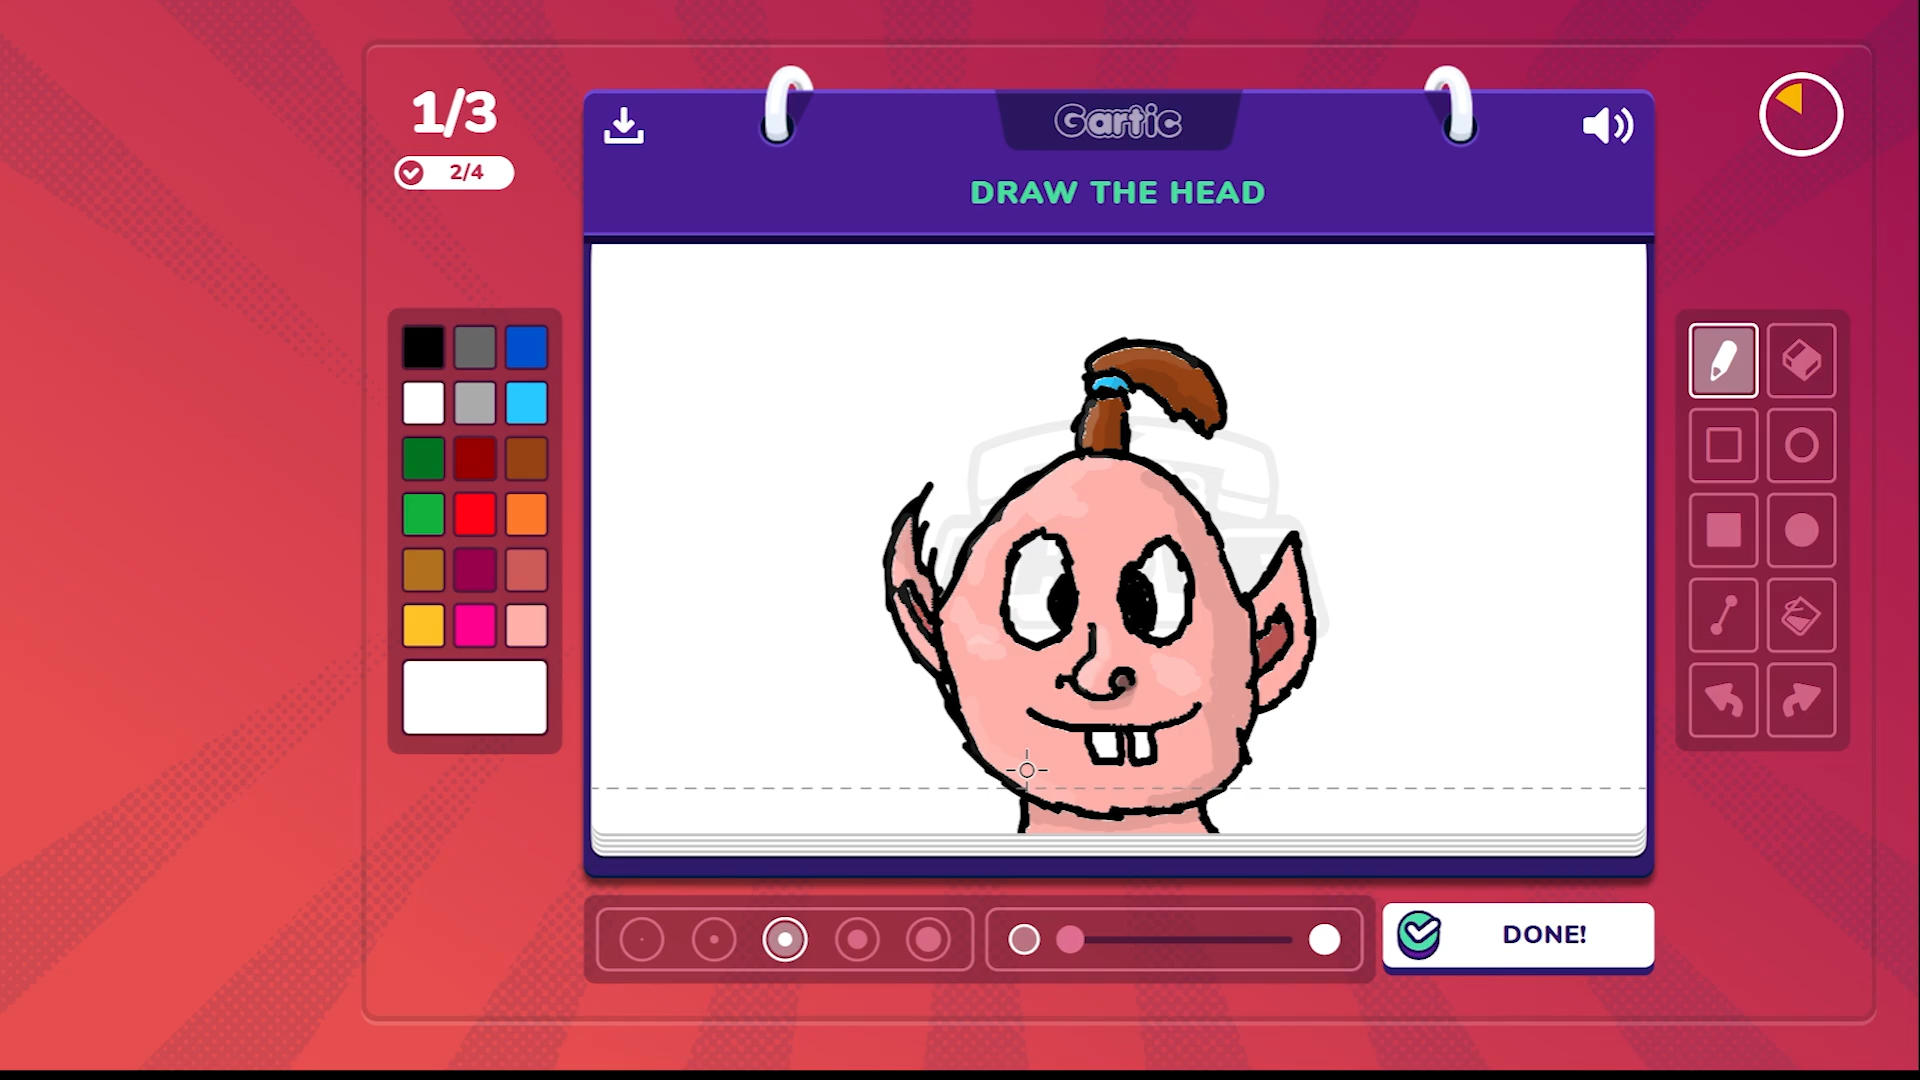 1/3
2/4
Gartic
DRAW THE HEAD
DONE!